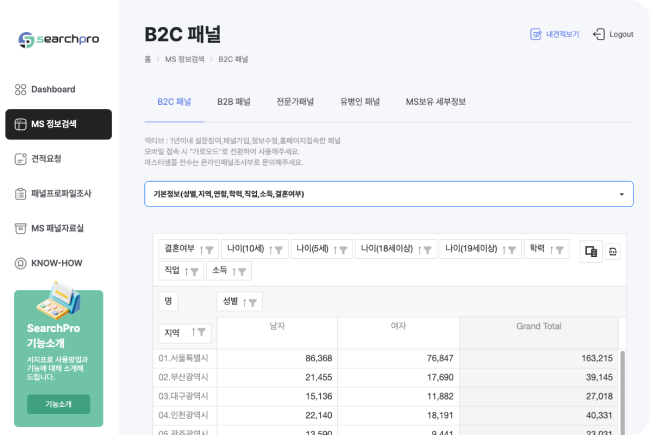 searchpro
Dashboard
MS 정보검색
견적요청
패널프로파일조사
MS 패널자료실
KNOW-HOW
SearchPro
기능소개
서치프로 사용방법과
기능에 대해 소개해
드립니다.
기능소개
B2C 패널
내견적보기
Logout
홈 > MS 정보검색 > B2C 패널
B2C 패널 B2B 패널 전문가패널 유병인 패널 MS보유 세부정보
액티브 : 1년이내 설문참여,패널가입,정보수정,홈페이지접속한 패널
모바일 접속 시 "가로모드"로 전환하여 사용해주세요.
마스터샘플 전수는 온라인패널조사부로 문의해주세요.
기본정보(성별,지역,연령,학력,직업,소득,결혼여부)
결혼여부 나이(10세) 나이(5세) 나이(18세이상) 나이(19세이상) 학력
직업 소득
명 성별
지역 남자 여자 Grand Total
01.서울특별시 86,368 76,847 163,215
02.부산광역시 21,455 17,690 39,145
03.대구광역시 15,136 11,882 27,018
04.인천광역시 22,140 18,191 40,331
05.광주광역시 13,590 9,441 23,031